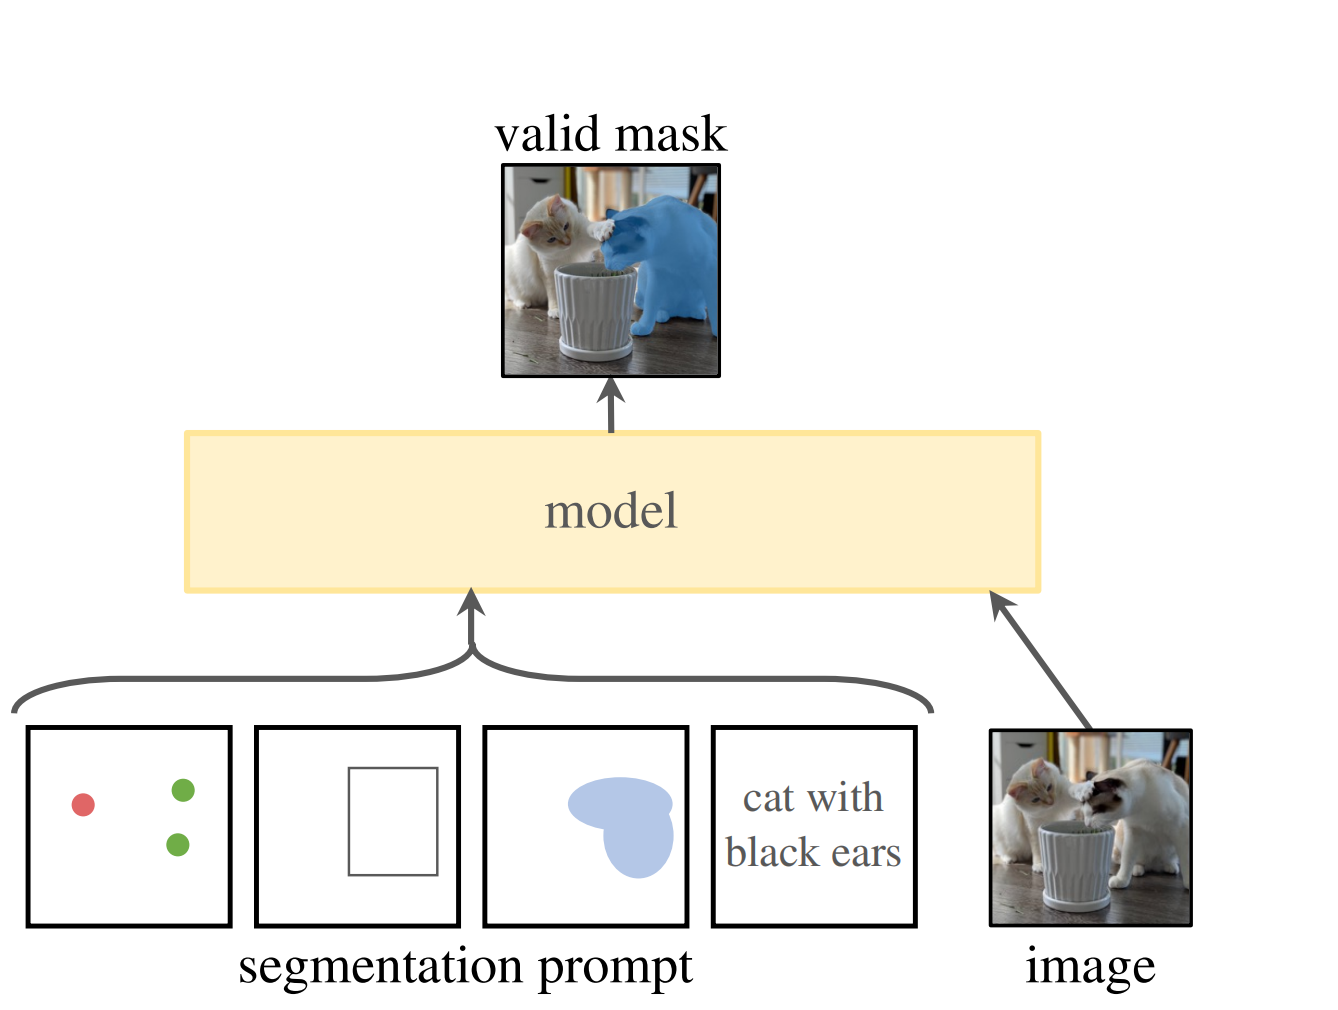 valid mask
model
cat with
black ears
segmentation prompt
image